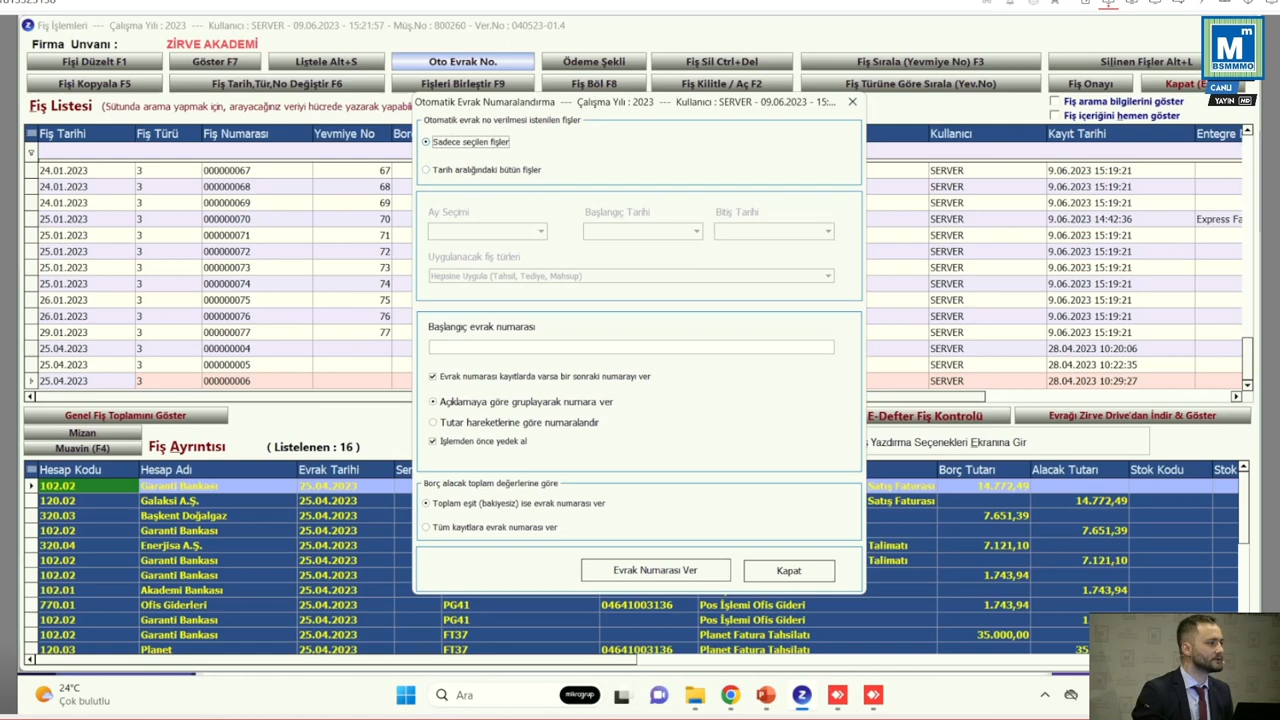 Fiş İşlemleri --- Çalışma Yılı : 2023 --- Kullanıcı : SERVER - 09.06.2023 - 15:21:57 - Müş.No : 800260 - Ver.No : 040523-01.4
Firma Unvanı : ZİRVE AKADEMİ
Fişi Düzelt F1 Göster F7 Listele Alt+S Oto Evrak No. Ödeme Şekli Fiş Sil Ctrl+Del Fiş Sırala (Yevmiye No) F3 Silinen Fişler Alt+L
Fişi Kopyala F5 Fiş Tarih,Tür,No Değiştir F6 Fişleri Birleştir F9 Fiş Böl F8 Fiş Kilitle / Aç F2 Fiş Türüne Göre Sırala (Yev.No) Fiş Onayı Kapat
M m
BSMMMO
CANLI
YAYIN HD
Fiş Listesi (Sütunda arama yapmak için, arayacağınız veriyi hücrede yazarak yapabil
Fiş arama bilgilerini göster
Fiş içeriğini hemen göster
Fiş Tarihi Fiş Türü Fiş Numarası Yevmiye No Bor Kullanıcı Kayıt Tarihi Entegre
24.01.2023 3 000000067 67 SERVER 9.06.2023 15:19:21
24.01.2023 3 000000068 68 SERVER 9.06.2023 15:19:21
24.01.2023 3 000000069 69 SERVER 9.06.2023 15:19:21
25.01.2023 3 000000070 70 SERVER 9.06.2023 14:42:36 Express Fa
25.01.2023 3 000000071 71 SERVER 9.06.2023 15:19:21
25.01.2023 3 000000072 72 SERVER 9.06.2023 15:19:21
25.01.2023 3 000000073 73 SERVER 9.06.2023 15:19:21
25.01.2023 3 000000074 74 SERVER 9.06.2023 15:19:21
26.01.2023 3 000000075 75 SERVER 9.06.2023 15:19:21
26.01.2023 3 000000076 76 SERVER 9.06.2023 15:19:21
29.01.2023 3 000000077 77 SERVER 9.06.2023 15:19:21
25.04.2023 3 000000004 SERVER 28.04.2023 10:20:06
25.04.2023 3 000000005 SERVER 28.04.2023 10:22:35
25.04.2023 3 000000006 SERVER 28.04.2023 10:29:27
Otomatik Evrak Numaralandırma --- Çalışma Yılı : 2023 --- Kullanıcı : SERVER - 09.06.2023 - 15:...
Otomatik evrak no verilmesi istenilen fişler
Sadece seçilen fişler
Tarih aralığındaki bütün fişler
Ay Seçimi Başlangıç Tarihi Bitiş Tarihi
Uygulanacak fiş türleri
Hepsine Uygula (Tahsil, Tediye, Mahsup)
Başlangıç evrak numarası
Evrak numarası kayıtlarda varsa bir sonraki numarayı ver
Açıklamaya göre gruplayarak numara ver
Tutar hareketlerine göre numaralandır
İşlemden önce yedek al
Borç alacak toplam değerlerine göre
Toplam eşit (bakiyesiz) ise evrak numarası ver
Tüm kayıtlara evrak numarası ver
Evrak Numarası Ver Kapat
Genel Fiş Toplamını Göster E-Defter Fiş Kontrolü Evrağı Zirve Drive'dan İndir & Göster
Mizan
Muavin (F4) Fiş Ayrıntısı ( Listelenen : 16 ) Yazdırma Seçenekleri Ekranına Gir
Hesap Kodu Hesap Adı Evrak Tarihi Ser Borç Tutarı Alacak Tutarı Stok Kodu Stok
102.02 Garanti Bankası 25.04.2023 Satış Faturası 14.772,49
120.02 Galaksi A.Ş. 25.04.2023 Satış Faturası 14.772,49
320.03 Başkent Doğalgaz 25.04.2023 7.651,39
102.02 Garanti Bankası 25.04.2023 7.651,39
320.04 Enerjisa A.Ş. 25.04.2023 Talimatı 7.121,10
102.02 Garanti Bankası 25.04.2023 Talimatı 7.121,10
102.02 Garanti Bankası 25.04.2023 1.743,94
102.01 Akademi Bankası 25.04.2023 1.743,94
770.01 Ofis Giderleri 25.04.2023 PG41 04641003136 Pos İşlemi Ofis Gideri 1.743,94
102.02 Garanti Bankası 25.04.2023 PG41 04641003136 Pos İşlemi Ofis Gideri 1.
102.02 Garanti Bankası 25.04.2023 FT37 Planet Fatura Tahsilatı 35.000,00
120.03 Planet 25.04.2023 FT37 Planet Fatura Tahsilatı 35
24°C
Çok bulutlu
Ara
mikrogrup